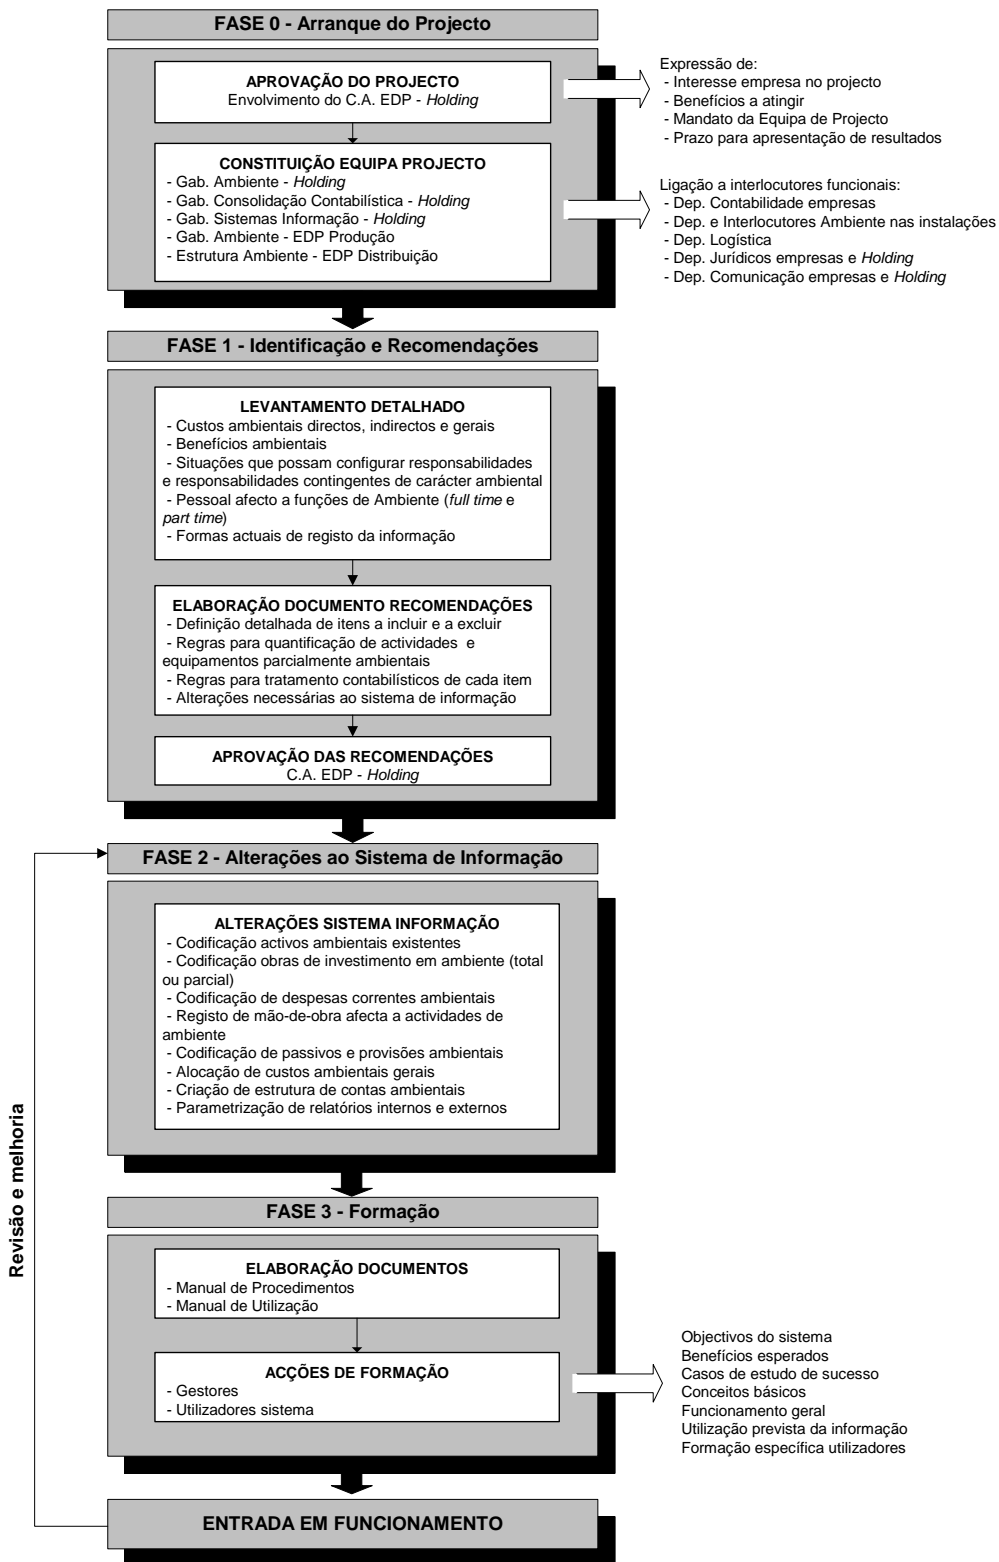 FASE 0 - Arranque do Projecto
APROVAÇÃO DO PROJECTO
Envolvimento do C.A. EDP - Holding
Expressão de:
- Interesse empresa no projecto
- Benefícios a atingir
- Mandato da Equipa de Projecto
- Prazo para apresentação de resultados
CONSTITUIÇÃO EQUIPA PROJECTO
- Gab. Ambiente - Holding
- Gab. Consolidação Contabilística - Holding
- Gab. Sistemas Informação - Holding
- Gab. Ambiente - EDP Produção
- Estrutura Ambiente - EDP Distribuição
Ligação a interlocutores funcionais:
- Dep. Contabilidade empresas
- Dep. e Interlocutores Ambiente nas instalações
- Dep. Logística
- Dep. Jurídicos empresas e Holding
- Dep. Comunicação empresas e Holding
FASE 1 - Identificação e Recomendações
LEVANTAMENTO DETALHADO
- Custos ambientais directos, indirectos e gerais
- Benefícios ambientais
- Situações que possam configurar responsabilidades
e responsabilidades contingentes de carácter ambiental
- Pessoal afecto a funções de Ambiente (full time e
part time)
- Formas actuais de registo da informação
ELABORAÇÃO DOCUMENTO RECOMENDAÇÕES
- Definição detalhada de itens a incluir e a excluir
- Regras para quantificação de actividades e
equipamentos parcialmente ambientais
- Regras para tratamento contabilísticos de cada item
- Alterações necessárias ao sistema de informação
APROVAÇÃO DAS RECOMENDAÇÕES
C.A. EDP - Holding
FASE 2 - Alterações ao Sistema de Informação
ALTERAÇÕES SISTEMA INFORMAÇÃO
- Codificação activos ambientais existentes
- Codificação obras de investimento em ambiente (total
ou parcial)
- Codificação de despesas correntes ambientais
- Registo de mão-de-obra afecta a actividades de
ambiente
- Codificação de passivos e provisões ambientais
- Alocação de custos ambientais gerais
- Criação de estrutura de contas ambientais
- Parametrização de relatórios internos e externos
Revisão e melhoria
FASE 3 - Formação
ELABORAÇÃO DOCUMENTOS
- Manual de Procedimentos
- Manual de Utilização
ACÇÕES DE FORMAÇÃO
- Gestores
- Utilizadores sistema
Objectivos do sistema
Benefícios esperados
Casos de estudo de sucesso
Conceitos básicos
Funcionamento geral
Utilização prevista da informação
Formação específica utilizadores
ENTRADA EM FUNCIONAMENTO